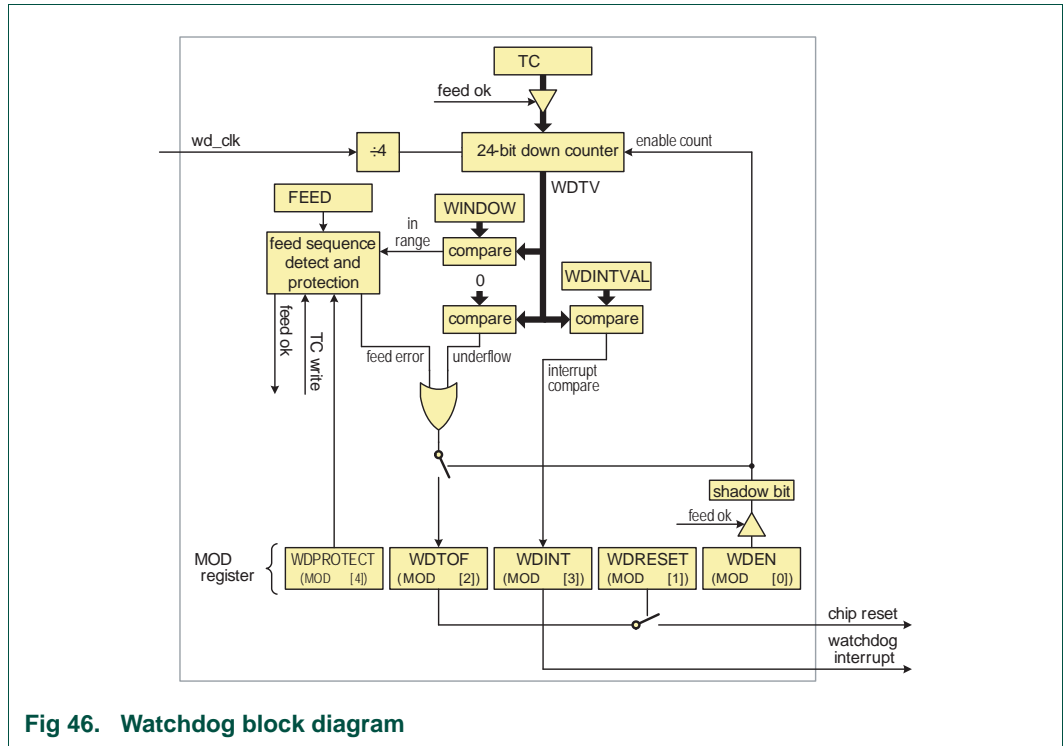 TC
feed ok
wd_clk
÷4
24-bit down counter
enable count
WDTV
FEED
WINDOW
in
range
feed sequence
detect and
protection
compare
WDINTVAL
0
compare
compare
feed ok
TC write
feed error
underflow
interrupt
compare
shadow bit
feed ok
MOD
register
WDPROTECT
(MOD [4])
WDTOF
(MOD [2])
WDINT
(MOD [3])
WDRESET
(MOD [1])
WDEN
(MOD [0])
chip reset
watchdog
interrupt
Fig 46. Watchdog block diagram